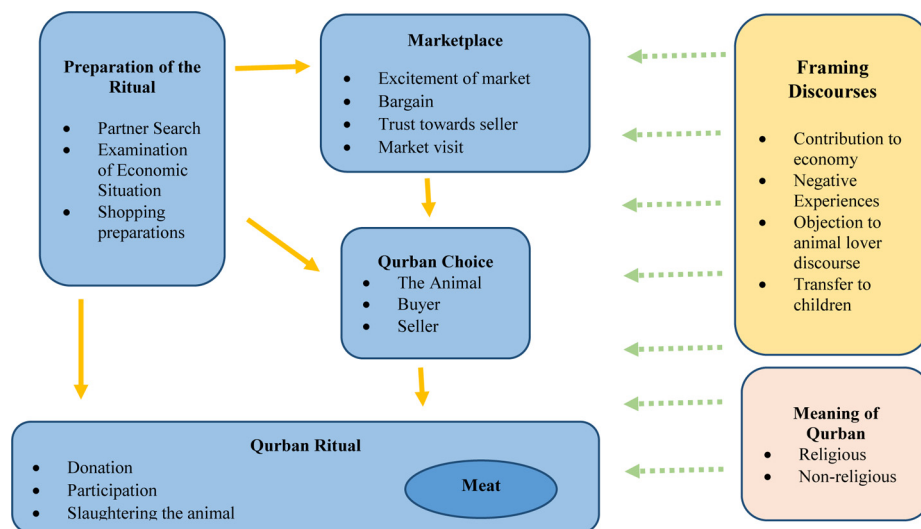 Preparation of the
Ritual
• Partner Search
• Examination
of Economic
Situation
• Shopping
preparations
Marketplace
• Excitement of market
• Bargain
• Trust towards seller
• Market visit
Qurban Choice
• The Animal
• Buyer
• Seller
Qurban Ritual
• Donation
• Participation
• Slaughtering the animal
Meat
Framing
Discourses
• Contribution to
economy
• Negative
Experiences
• Objection to
animal lover
discourse
• Transfer to
children
Meaning of
Qurban
• Religious
• Non-religious